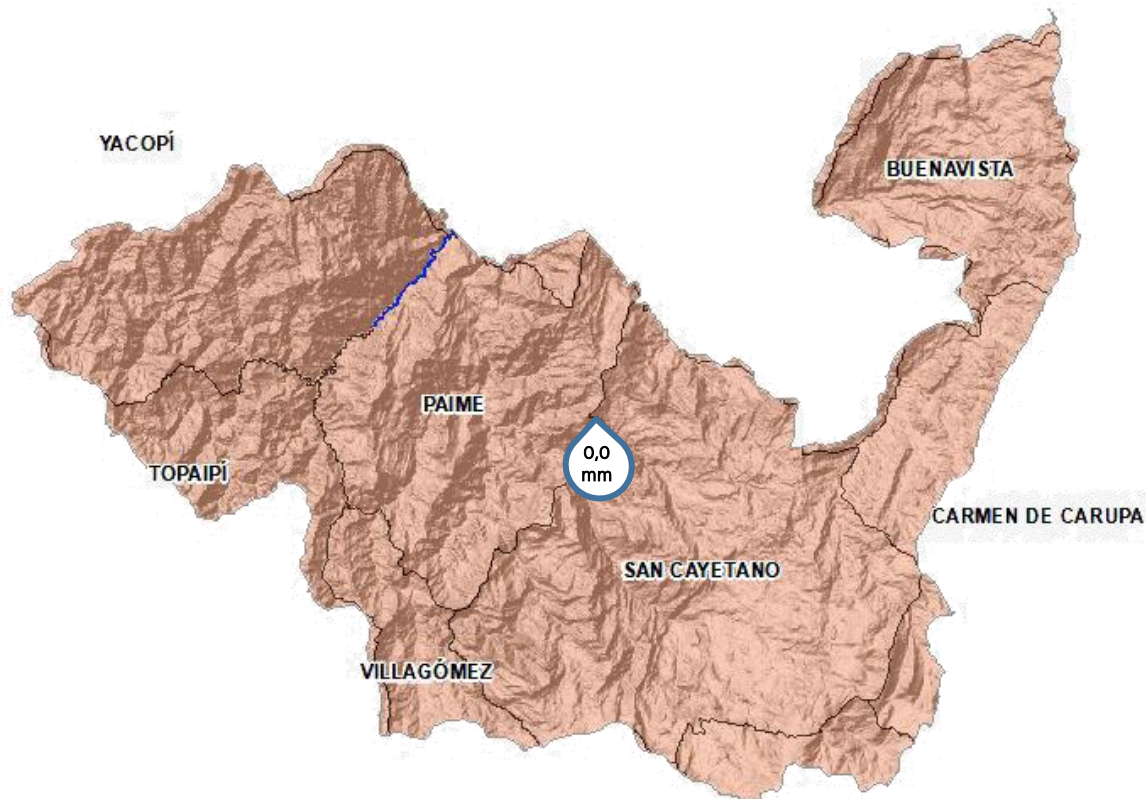 YACOPÍ
BUENAVISTA
PAIME
0,0
mm
TOPAIPÍ
CARMEN DE CARUPA
SAN CAYETANO
VILLAGÓMEZ